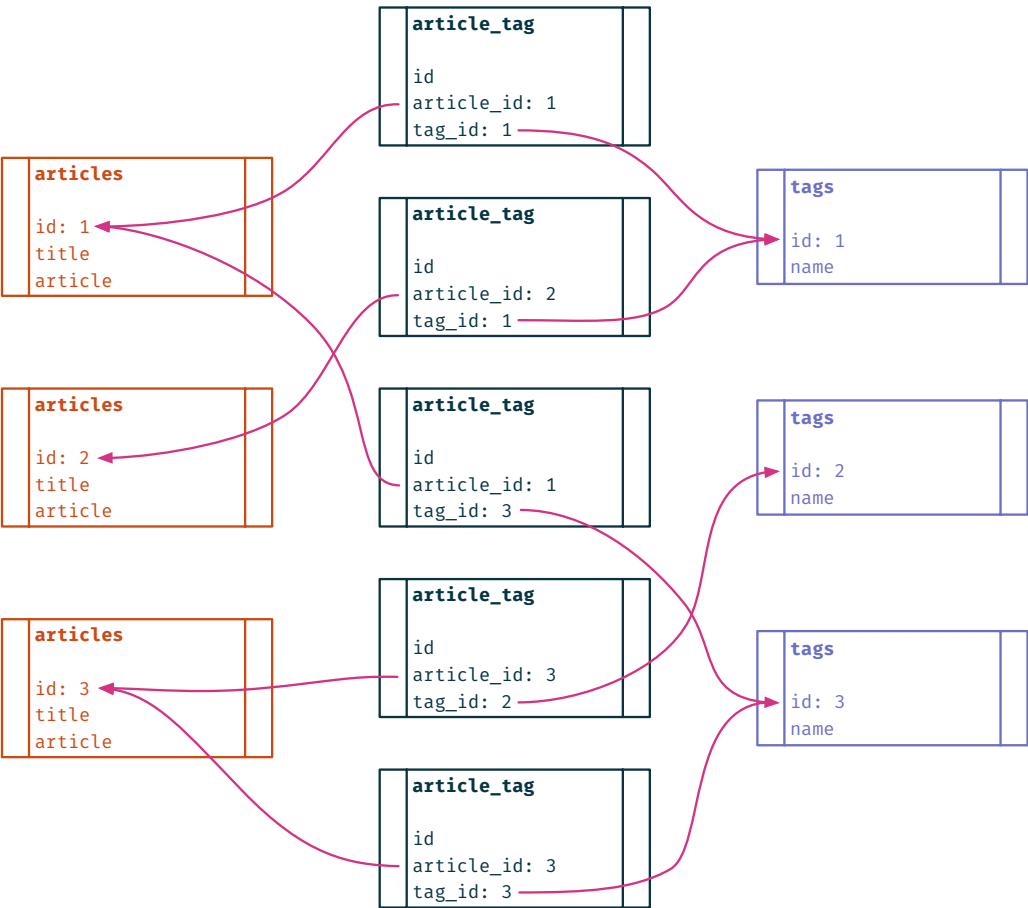 articles
id: 1
title
article
articles
id: 2
title
article
articles
id: 3
title
article
article_tag
id
article_id: 1
tag_id: 1
article_tag
id
article_id: 2
tag_id: 1
article_tag
id
article_id: 1
tag_id: 3
article_tag
id
article_id: 3
tag_id: 2
article_tag
id
article_id: 3
tag_id: 3
tags
id: 1
name
tags
id: 2
name
tags
id: 3
name